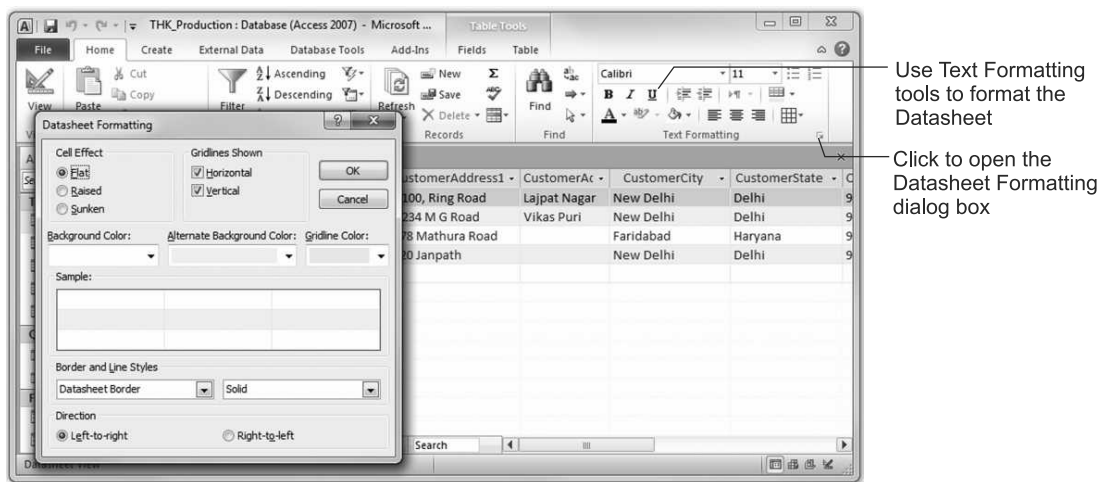 THK_Production : Database (Access 2007) - Microsoft ...
Table Tools
File Home Create External Data Database Tools Add-Ins Fields Table
View Paste Cut Copy
Filter Ascending Descending
Refresh New Save Delete
Records
Find
Find
Calibri 11
B I U
A
Text Formatting
Use Text Formatting
tools to format the
Datasheet
Click to open the
Datasheet Formatting
dialog box
Datasheet Formatting
Cell Effect
Flat
Raised
Sunken
Gridlines Shown
Horizontal
Vertical
OK
Cancel
Background Color: Alternate Background Color: Gridline Color:
Sample:
Border and Line Styles
Datasheet Border Solid
Direction
Left-to-right Right-to-left
ustomerAddress1 CustomerAc CustomerCity CustomerState C
100, Ring Road Lajpat Nagar New Delhi Delhi 9
234 M G Road Vikas Puri New Delhi Delhi 9
78 Mathura Road Faridabad Haryana 9
20 Janpath New Delhi Delhi 9
Search